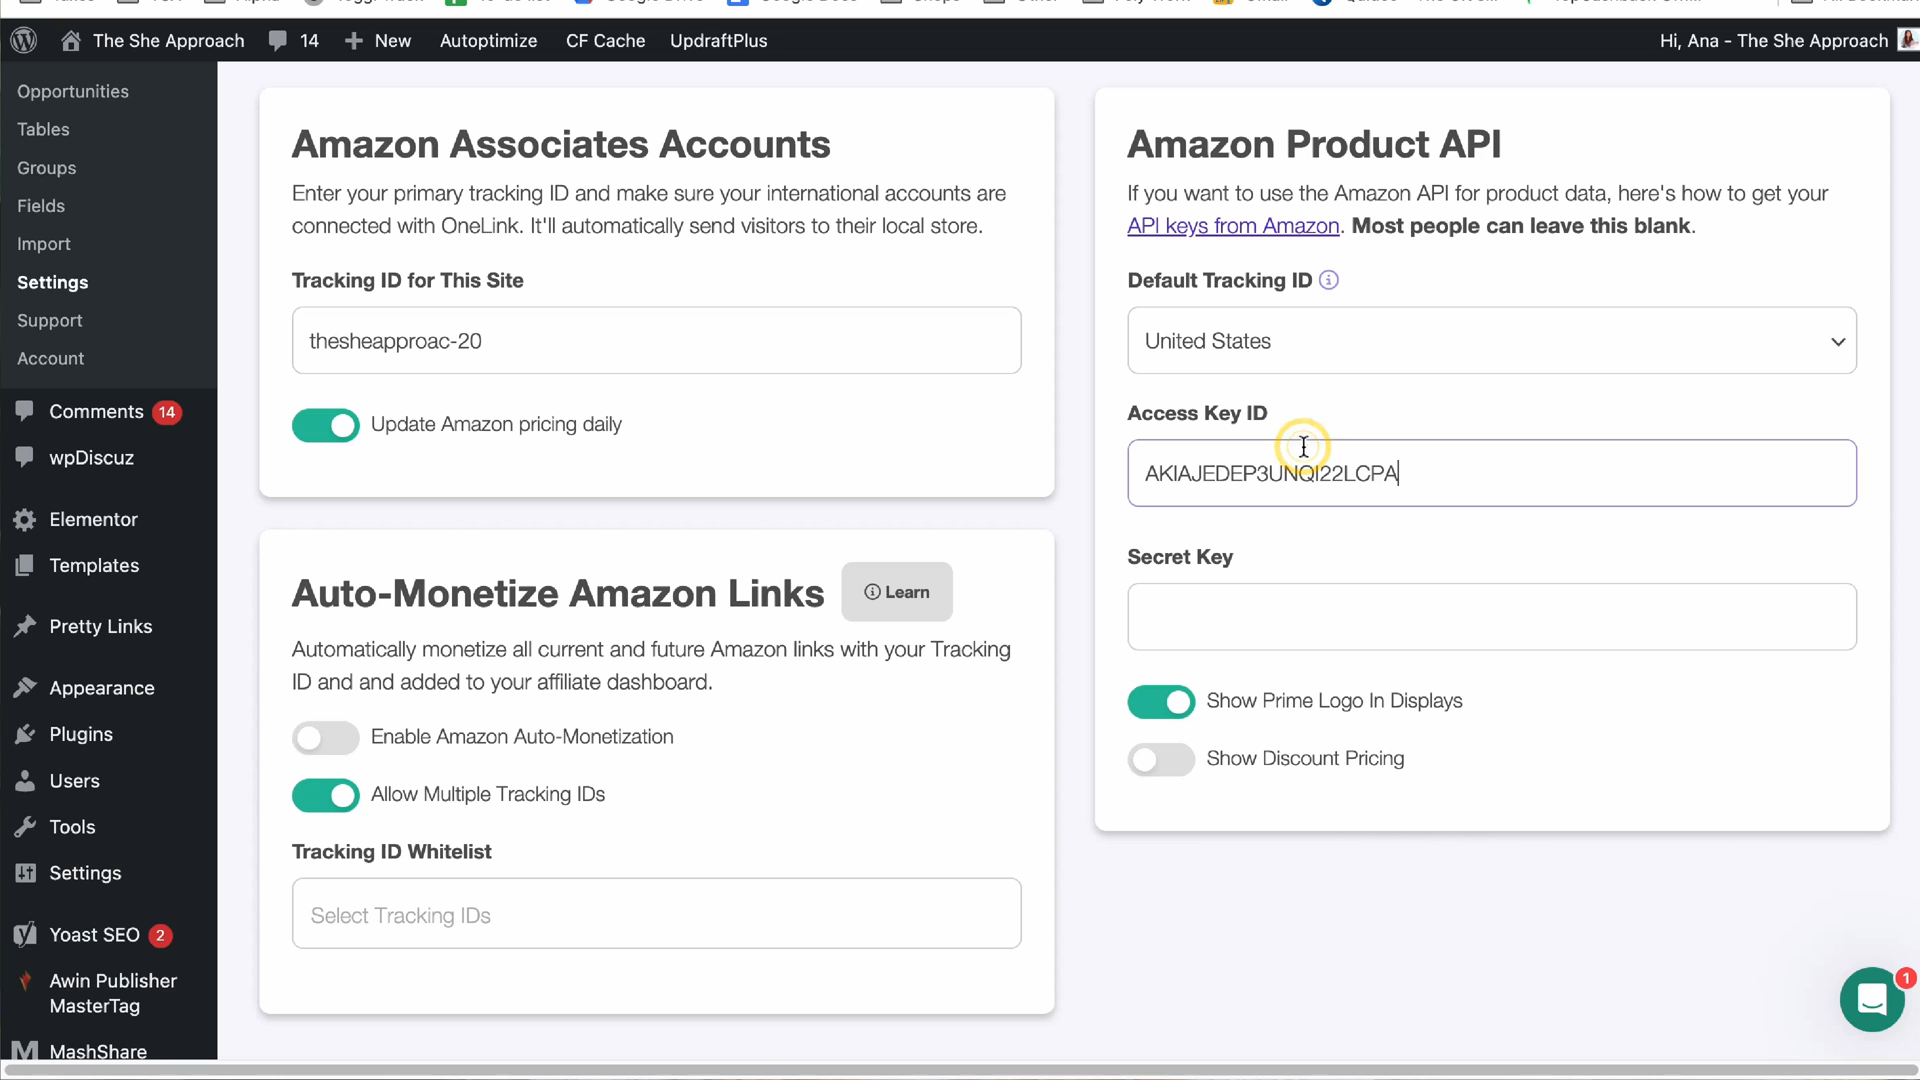 The She Approach
14
New
Autoptimize
CF Cache
UpdraftPlus
Hi, Ana - The She Approach
Opportunities
Tables
Groups
Fields
Import
Settings
Support
Account
Comments 14
wpDiscuz
Elementor
Templates
Pretty Links
Appearance
Plugins
Users
Tools
Settings
Yoast SEO 2
Awin Publisher
MasterTag
MashShare
Amazon Associates Accounts
Enter your primary tracking ID and make sure your international accounts are
connected with OneLink. It'll automatically send visitors to their local store.
Tracking ID for This Site
thesheapproac-20
Update Amazon pricing daily
Auto-Monetize Amazon Links
Learn
Automatically monetize all current and future Amazon links with your Tracking
ID and and added to your affiliate dashboard.
Enable Amazon Auto-Monetization
Allow Multiple Tracking IDs
Tracking ID Whitelist
Select Tracking IDs
Amazon Product API
If you want to use the Amazon API for product data, here's how to get your
API keys from Amazon. Most people can leave this blank.
Default Tracking ID
United States
Access Key ID
AKIAJEDEP3UNQI22LCPA
Secret Key
Show Prime Logo In Displays
Show Discount Pricing
1